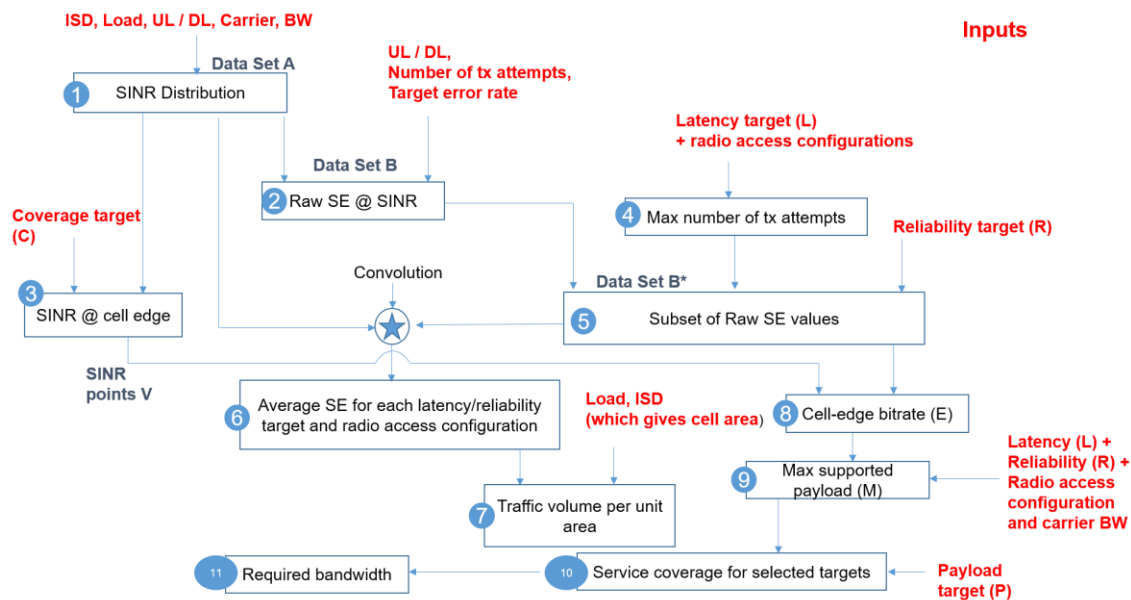 ISD, Load, UL / DL, Carrier, BW
Inputs
UL / DL,
Number of tx attempts,
Target error rate
Data Set A
1
SINR Distribution
Latency target (L)
+ radio access configurations
Data Set B
2
Raw SE @ SINR
4
Max number of tx attempts
Coverage target
(C)
Reliability target (R)
Convolution
Data Set B*
3
SINR @ cell edge
5
Subset of Raw SE values
SINR
points V
6
Average SE for each latency/reliability
target and radio access configuration
Load, ISD
(which gives cell area)
8
Cell-edge bitrate (E)
Latency (L) +
Reliability (R) +
Radio access
configuration
and carrier BW
9
Max supported
payload (M)
7
Traffic volume per unit
area
11
Required bandwidth
10
Service coverage for selected targets
Payload
target (P)